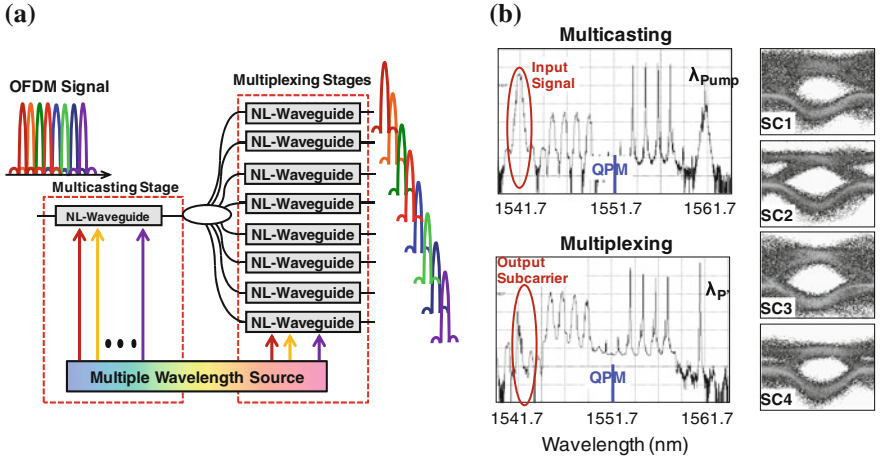 (a)
OFDM Signal
Multiplexing Stages
NL-Waveguide
NL-Waveguide
NL-Waveguide
NL-Waveguide
NL-Waveguide
NL-Waveguide
NL-Waveguide
NL-Waveguide
Multicasting Stage
NL-Waveguide
Multiple Wavelength Source
(b)
Multicasting
Input
Signal
λPump
QPM
1541.7 1551.7 1561.7
Multiplexing
Output
Subcarrier
λP'
QPM
1541.7 1551.7 1561.7
Wavelength (nm)
SC1
SC2
SC3
SC4